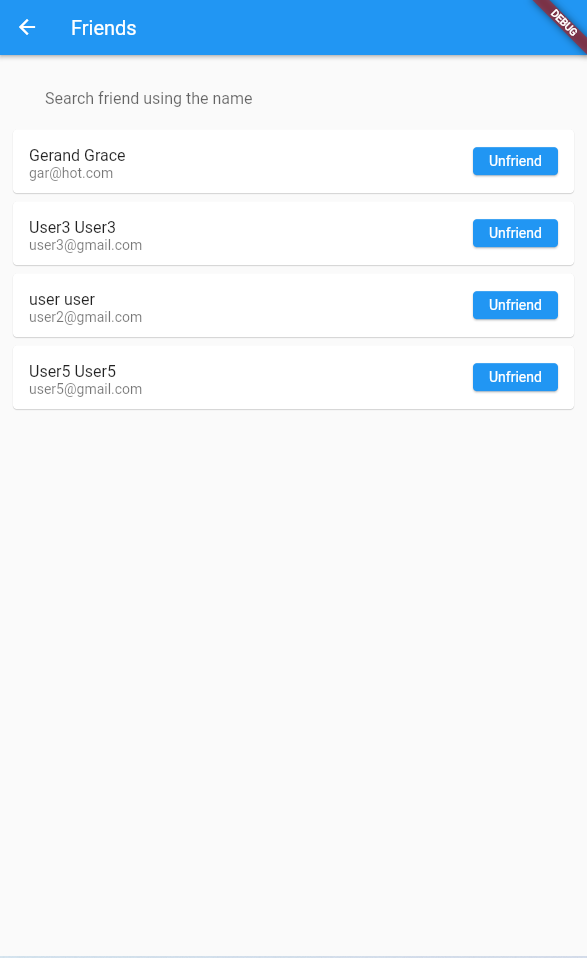 Friends
DEBUG
Search friend using the name
Gerand Grace
gar@hot.com
Unfriend
User3 User3
user3@gmail.com
Unfriend
user user
user2@gmail.com
Unfriend
User5 User5
user5@gmail.com
Unfriend